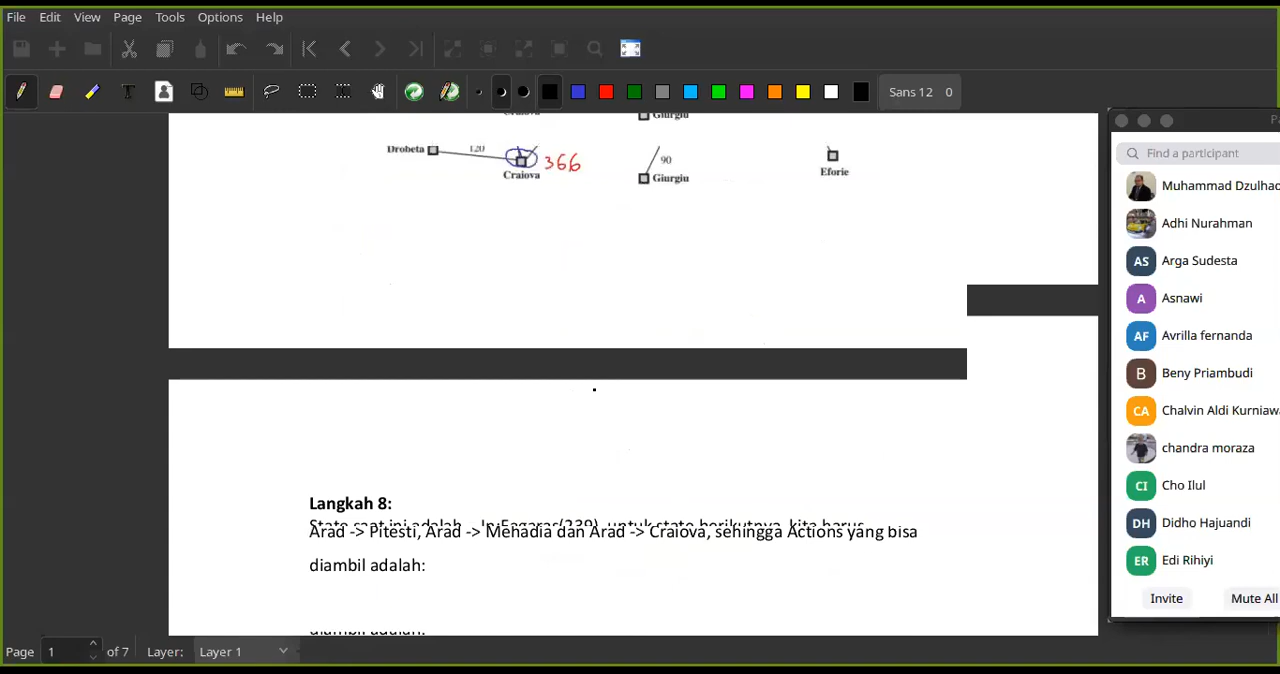 File Edit View Page Tools Options Help
Sans 12 0
Giurgiu
Drobeta 120 366 90
Craiova Giurgiu Eforie
Langkah 8:
Arad -> Pitesti, Arad -> Mehadia dan Arad -> Craiova, sehingga Actions yang bisa
diambil adalah:
diambil adalah:
Page 1 of 7 Layer: Layer 1
Find a participant
Muhammad Dzulhao
Adhi Nurahman
AS Arga Sudesta
A Asnawi
AF Avrilla fernanda
B Beny Priambudi
CA Chalvin Aldi Kurniaw
chandra moraza
CI Cho Ilul
DH Didho Hajuandi
ER Edi Rihiyi
Invite Mute All